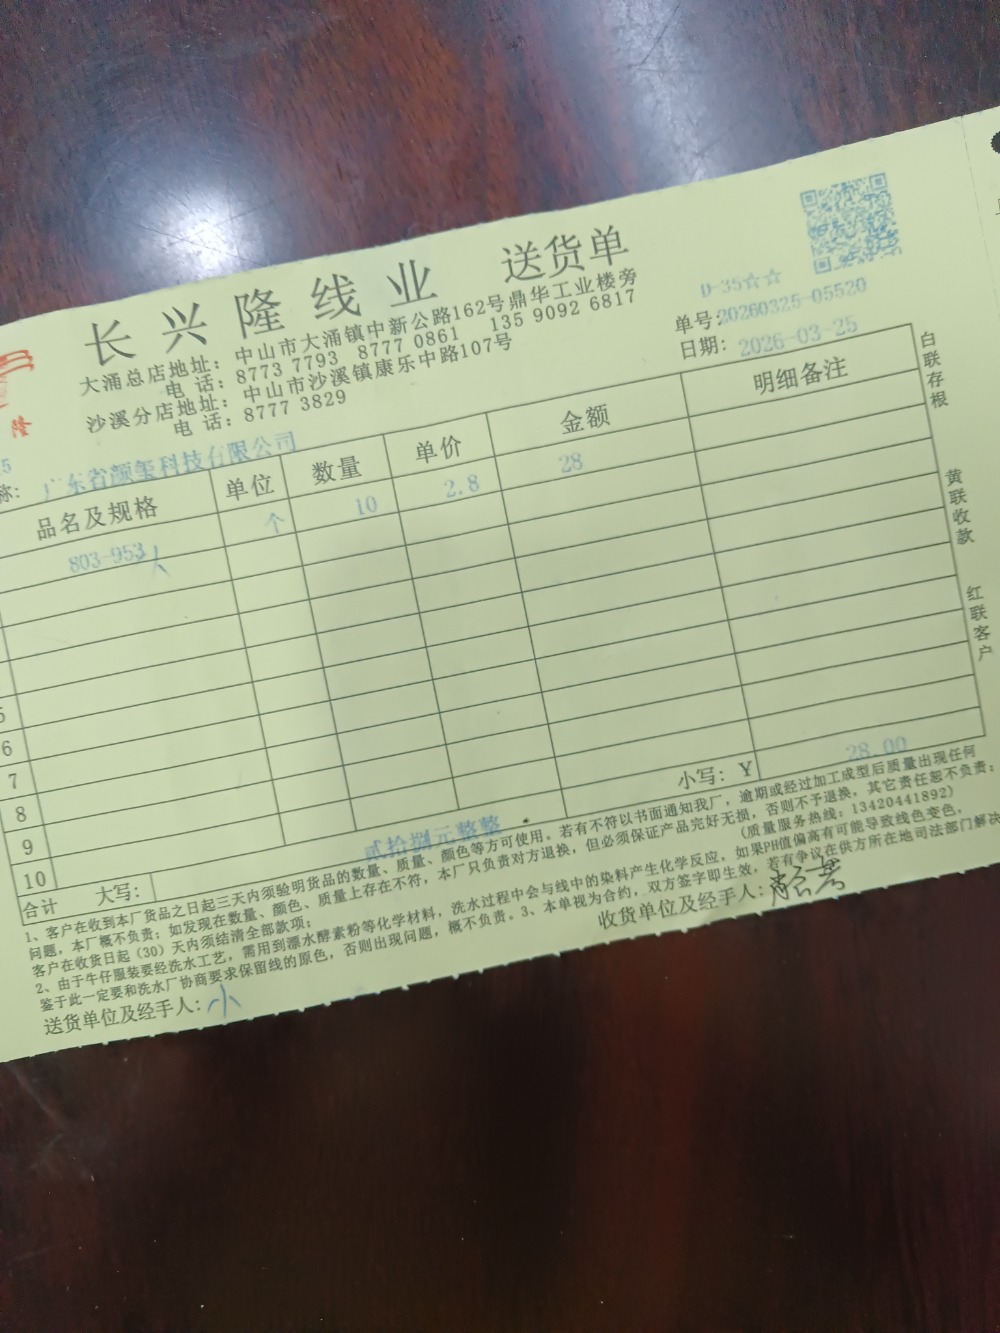 长兴隆线业 送货单
大涌总店地址：中山市大涌镇中新公路162号鼎华工业楼旁
电 话：8773 7793 8777 0861 135 9092 6817
沙溪分店地址：中山市沙溪镇康乐中路107号
电 话：8777 3829
D-35☆☆
单号：20260325-05520
日期：2026-03-25
隆
5
称：广东省颜玺科技有限公司
品名及规格 单位 数量 单价 金额 明细备注
803-953 个 10 2.8 28
5
6
7
8
9
10
小写：Y 28.00
合计 大写：贰拾捌元整整
1、客户在收到本厂货品之日起三天内须验明货品的数量、质量、颜色等方可使用。若有不符以书面通知我厂，逾期或经过加工成型后质量出现任何
问题，本厂概不负责；如发现在数量、颜色、质量上存在不符，本厂只负责对方退换，但必须保证产品完好无损，否则不予退换，其它责任恕不负责；
客户在收货日起（30）天内须结清全部款项； （质量服务热线：13420441892）
2、由于牛仔服装要经洗水工艺，需用到漂水酵素粉等化学材料，洗水过程中会与线中的染料产生化学反应，如果PH值偏高有可能导致线色变色，
鉴于此一定要和洗水厂协商要求保留线的原色，否则出现问题，概不负责。3、本单视为合约，双方签字即生效，若有争议在供方所在地司法部门解决
送货单位及经手人：小 收货单位及经手人：
白联存根
黄联收款
红联客户